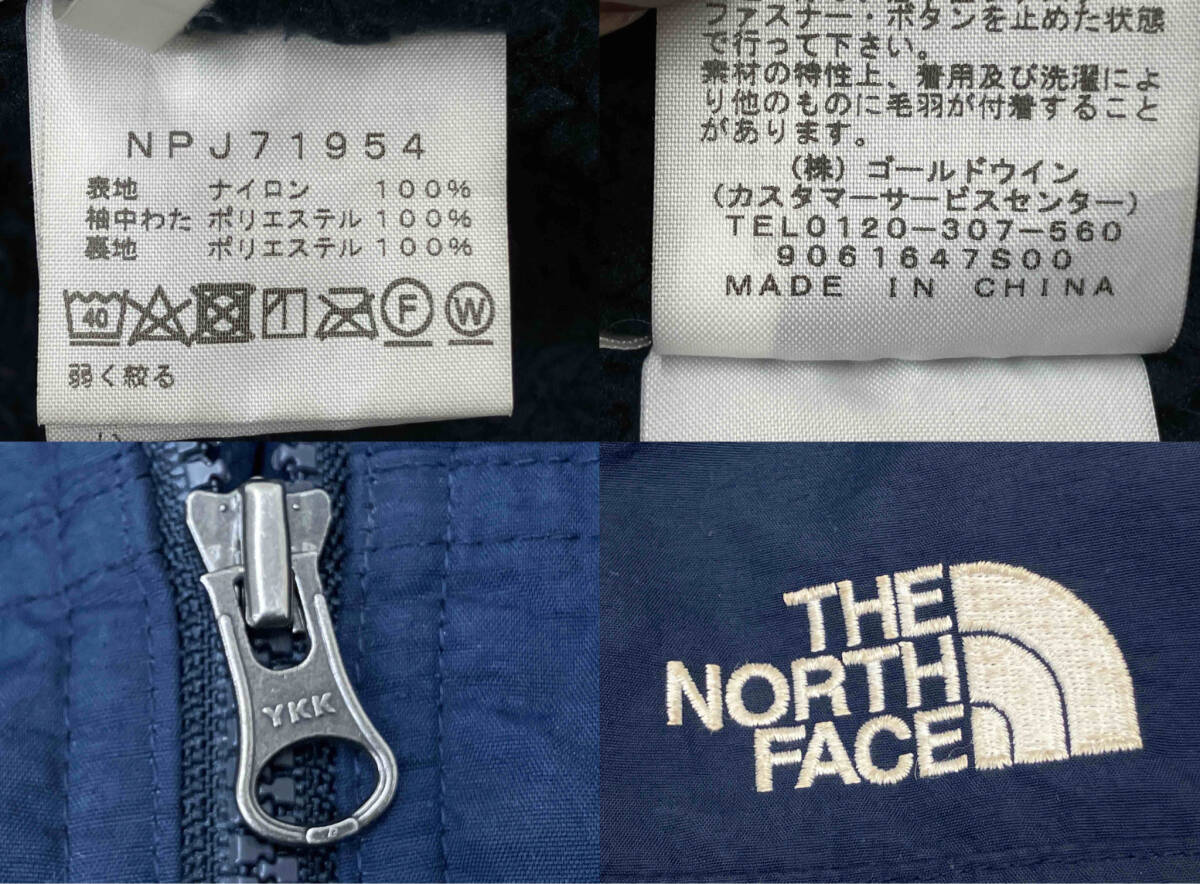 NPJ71954
表地 ナイロン 100%
袖中わた ポリエステル 100%
裏地 ポリエステル 100%
40
F
W
弱く絞る
ファスナー・ボタンを止めた状態
で行って下さい。
素材の特性上、着用及び洗濯によ
り他のものに毛羽が付着すること
があります。
(株)ゴールドウイン
(カスタマーサービスセンター)
TEL0120-307-560
9061647S00
MADE IN CHINA
YKK
THE
NORTH
FACE